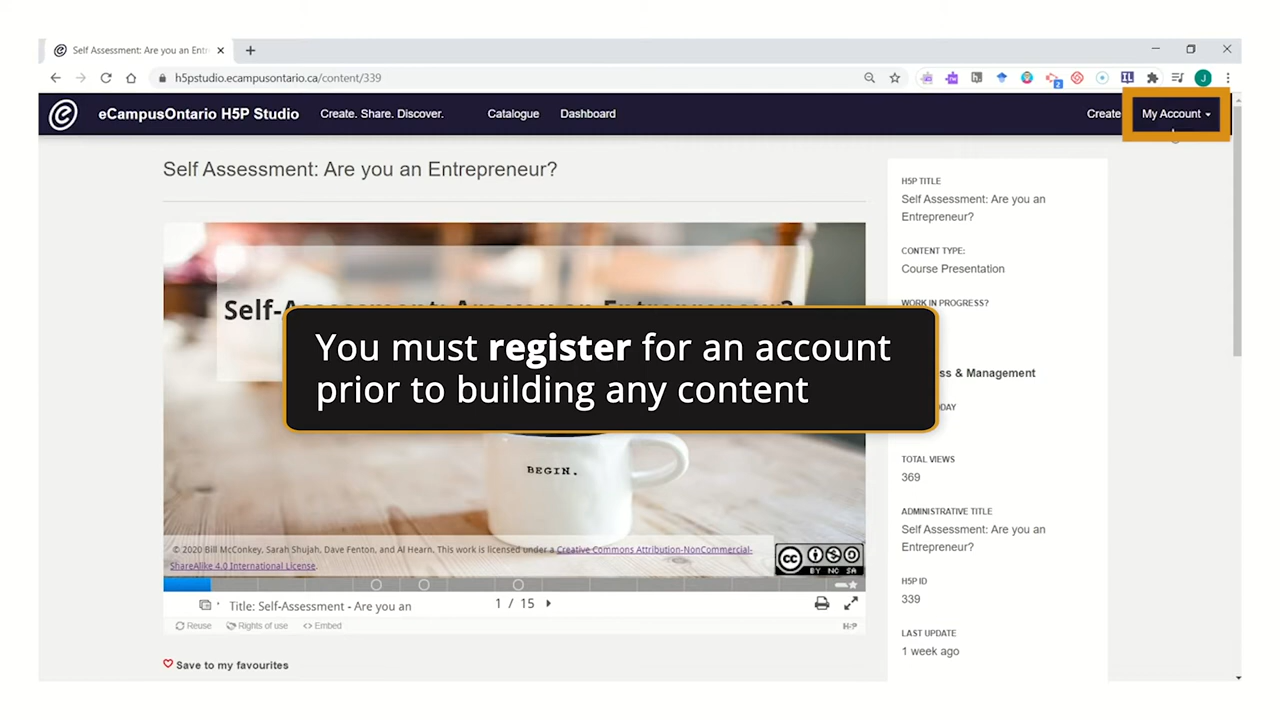 Self Assessment: Are you an Entr
h5pstudio.ecampusontario.ca/content/339
eCampusOntario H5P Studio
Create. Share. Discover.
Catalogue
Dashboard
Create
My Account
Self Assessment: Are you an Entrepreneur?
You must register for an account
prior to building any content
BEGIN.
© 2020 Bill McConkey, Sarah Shujah, Dave Fenton, and Al Hearn. This work is licensed under a Creative Commons Attribution-NonCommercial-
ShareAlike 4.0 International License.
CC
BY NC SA
Title: Self-Assessment - Are you an
1 / 15
Reuse
Rights of use
<> Embed
H-P
Save to my favourites
H5P TITLE
Self Assessment: Are you an
Entrepreneur?
CONTENT TYPE:
Course Presentation
WORK IN PROGRESS?
ss & Management
ODAY
TOTAL VIEWS
369
ADMINISTRATIVE TITLE
Self Assessment: Are you an
Entrepreneur?
H5P ID
339
LAST UPDATE
1 week ago